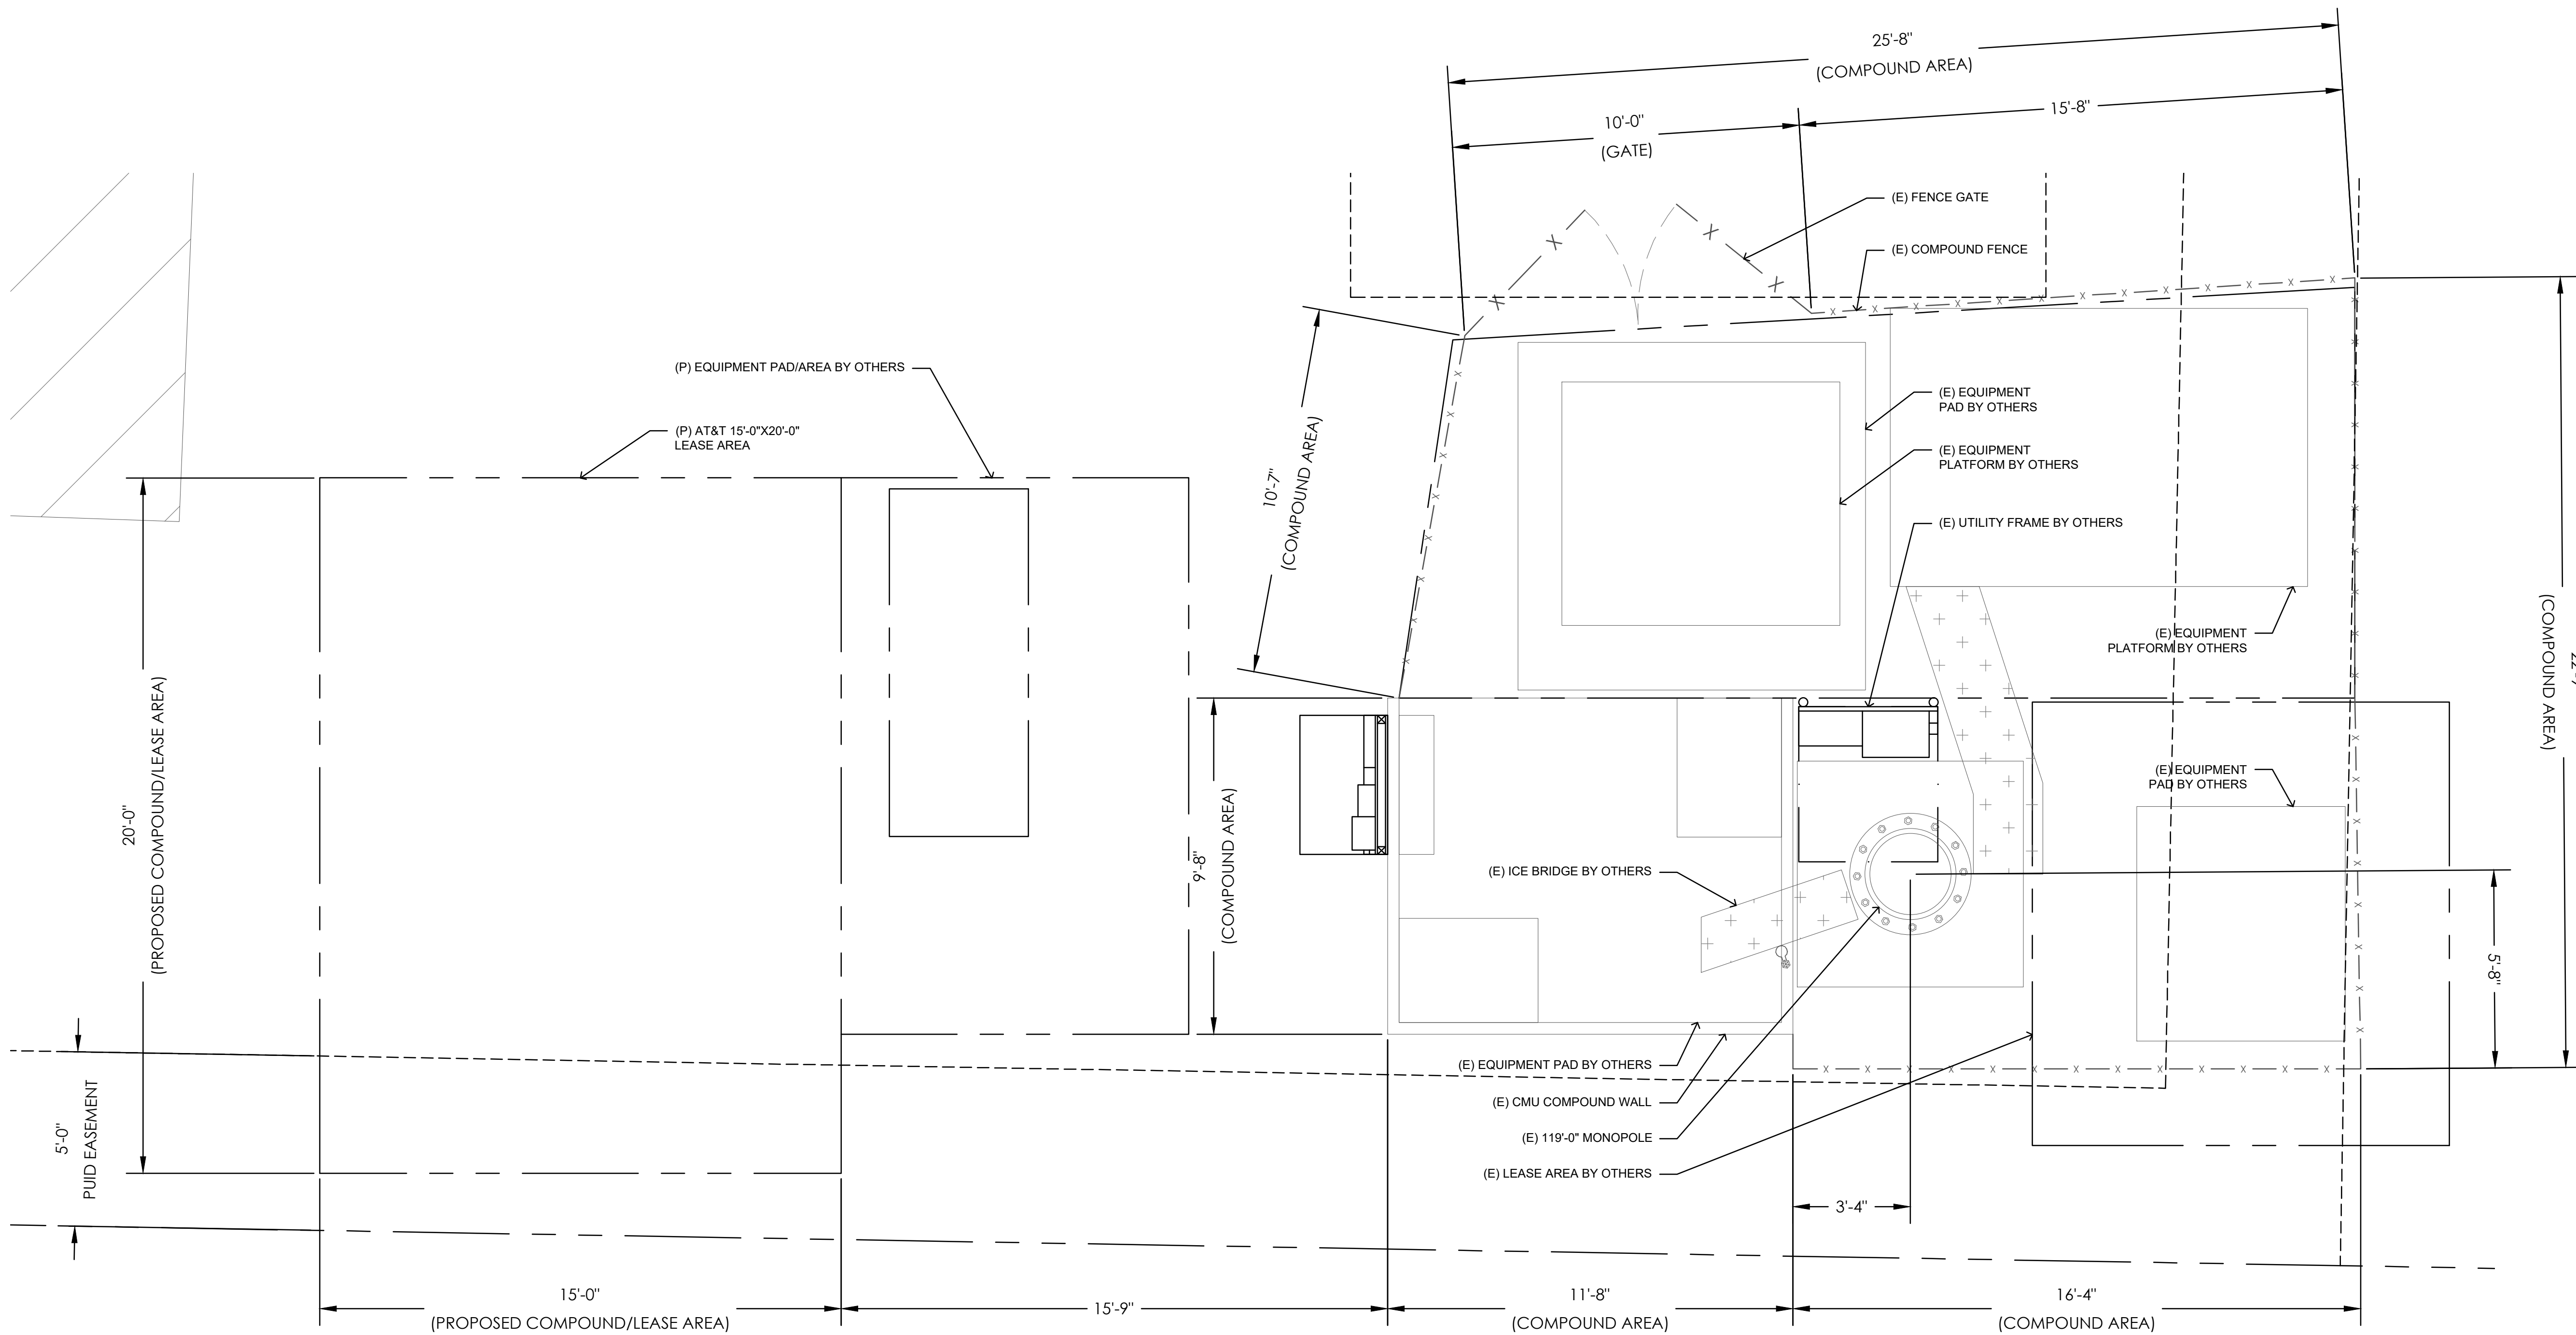 25'-8"
(COMPOUND AREA)
10'-0"
(GATE)
15'-8"
(E) FENCE GATE
(E) COMPOUND FENCE
(P) EQUIPMENT PAD/AREA BY OTHERS
(P) AT&T 15'-0"X20'-0"
LEASE AREA
10'-7"
(COMPOUND AREA)
(E) EQUIPMENT
PAD BY OTHERS
(E) EQUIPMENT
PLATFORM BY OTHERS
(E) UTILITY FRAME BY OTHERS
(E) EQUIPMENT
PLATFORM BY OTHERS
(COMPOUND AREA)
20'-0"
(PROPOSED COMPOUND/LEASE AREA)
9'-8"
(COMPOUND AREA)
(E) EQUIPMENT
PAD BY OTHERS
(E) ICE BRIDGE BY OTHERS
5'-8"
(E) EQUIPMENT PAD BY OTHERS
(E) CMU COMPOUND WALL
(E) 119'-0" MONOPOLE
(E) LEASE AREA BY OTHERS
5'-0"
PUID EASEMENT
3'-4"
15'-0"
(PROPOSED COMPOUND/LEASE AREA)
15'-9"
11'-8"
(COMPOUND AREA)
16'-4"
(COMPOUND AREA)